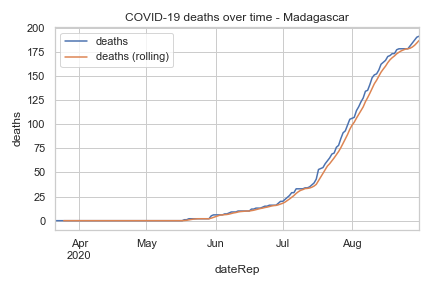 COVID-19 deaths over time - Madagascar
deaths
deaths (rolling)
200
175
150
125
100
75
50
25
0
deaths
Apr
2020
May
Jun
Jul
Aug
dateRep